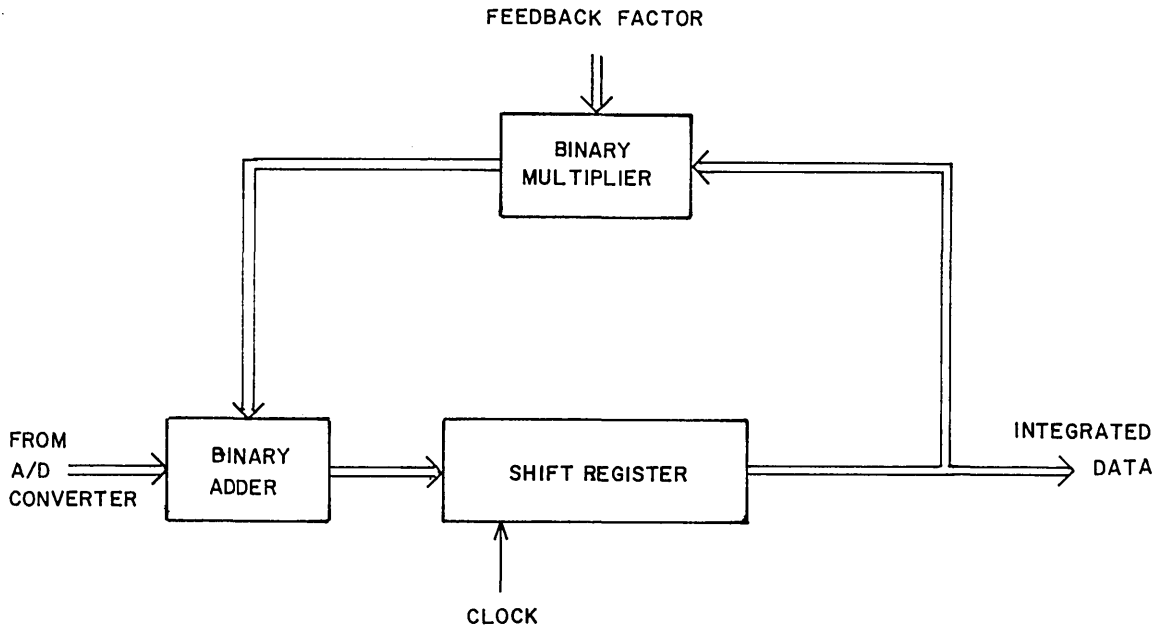 FEEDBACK FACTOR
BINARY
MULTIPLIER
FROM
A/D
CONVERTER
BINARY
ADDER
SHIFT REGISTER
INTEGRATED
DATA
CLOCK